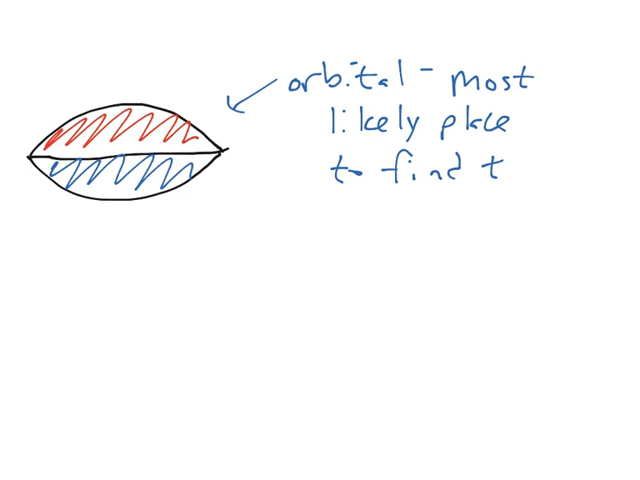 orbital - most
likely place
to find t